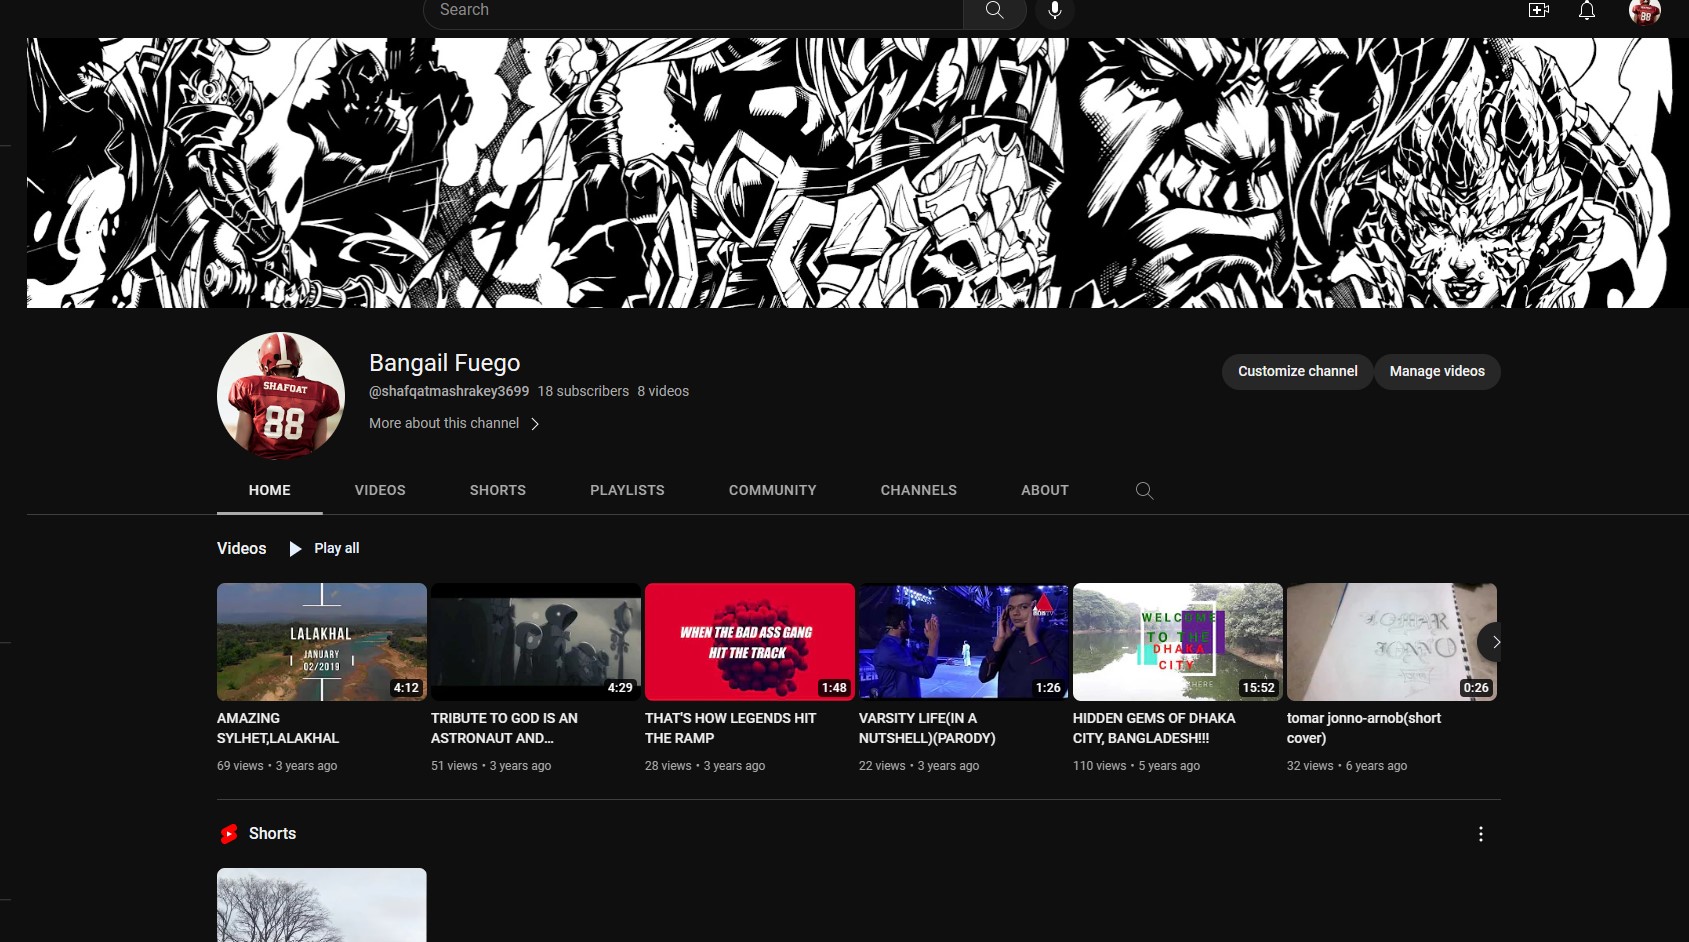 Search
88
Bangail Fuego
@shafqatmashrakey3699 18 subscribers 8 videos
More about this channel
Customize channel
Manage videos
SHAFQAT
88
HOME VIDEOS SHORTS PLAYLISTS COMMUNITY CHANNELS ABOUT
Videos
Play all
LALAKHAL
JANUARY
02/2019
4:12
AMAZING
SYLHET,LALAKHAL
69 views • 3 years ago
4:29
TRIBUTE TO GOD IS AN
ASTRONAUT AND...
51 views • 3 years ago
WHEN THE BAD ASS GANG
HIT THE TRACK
1:48
THAT'S HOW LEGENDS HIT
THE RAMP
28 views • 3 years ago
1:26
VARSITY LIFE(IN A
NUTSHELL)(PARODY)
22 views • 3 years ago
WELCOME
TO THE
DHAKA
CITY
HERE
15:52
HIDDEN GEMS OF DHAKA
CITY, BANGLADESH!!!
110 views • 5 years ago
TOMAR
JONNO
0:26
tomar jonno-arnob(short
cover)
32 views • 6 years ago
Shorts